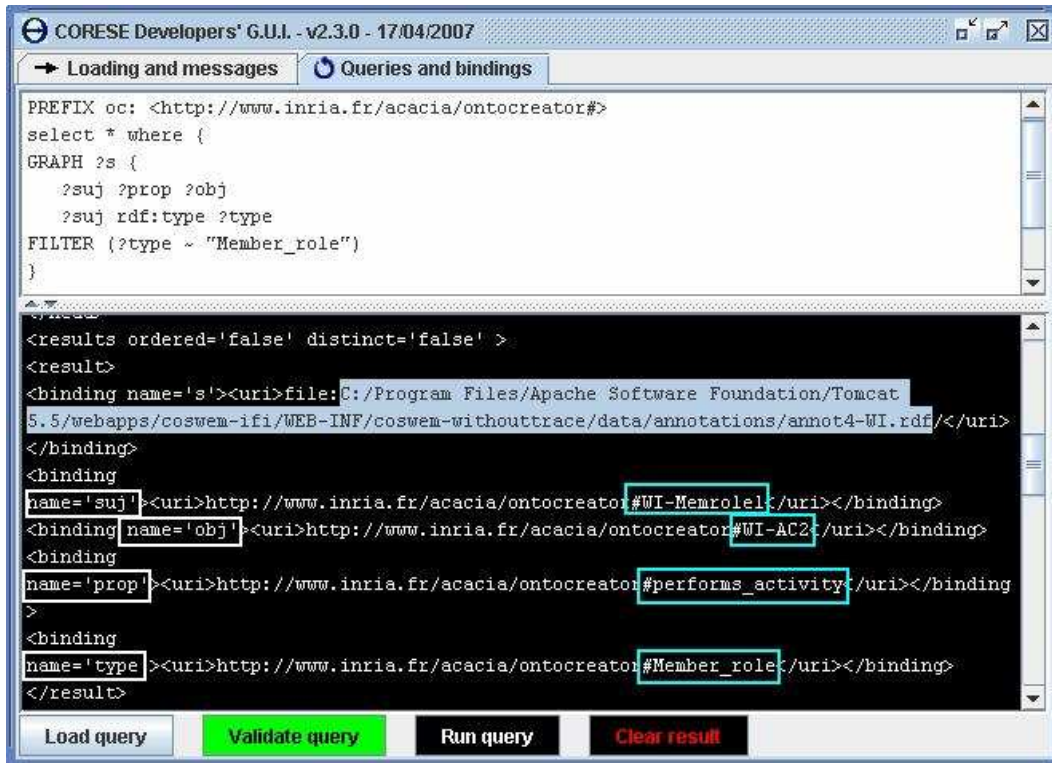 CORESE Developers' G.U.I. - v2.3.0 - 17/04/2007
Loading and messages Queries and bindings
PREFIX oc: <http://www.inria.fr/acacia/ontocreator#>
select * where {
GRAPH ?s {
?suj ?prop ?obj
?suj rdf:type ?type
FILTER (?type ~ "Member_role")
}
</head>
<results ordered='false' distinct='false' >
<result>
<binding name='s'><uri>file:C:/Program Files/Apache Software Foundation/Tomcat
5.5/webapps/coswem-ifi/WEB-INF/coswem-withouttrace/data/annotations/annot4-WI.rdf/</uri>
</binding>
<binding
name='suj'><uri>http://www.inria.fr/acacia/ontocreator#WI-Memrole1</uri></binding>
<binding name='obj'><uri>http://www.inria.fr/acacia/ontocreator#WI-AC2</uri></binding>
<binding
name='prop'><uri>http://www.inria.fr/acacia/ontocreator#performs_activity</uri></binding
>
<binding
name='type'><uri>http://www.inria.fr/acacia/ontocreator#Member_role</uri></binding>
</result>
Load query Validate query Run query Clear result